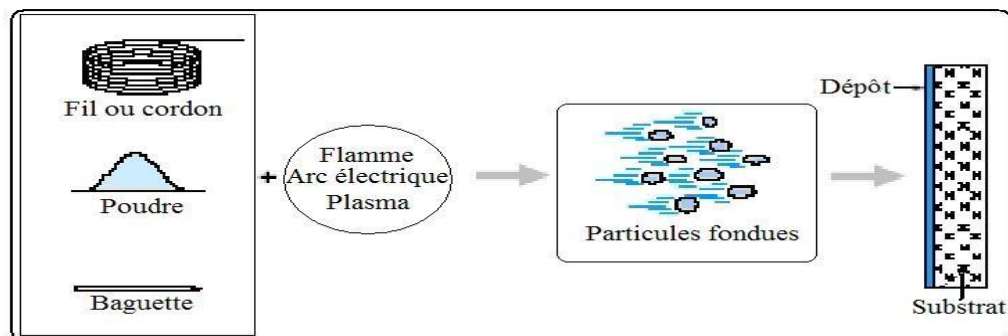 Fil ou cordon
Poudre
Baguette
+
Flamme
Arc électrique
Plasma
Particules fondues
Dépôt
Substrat